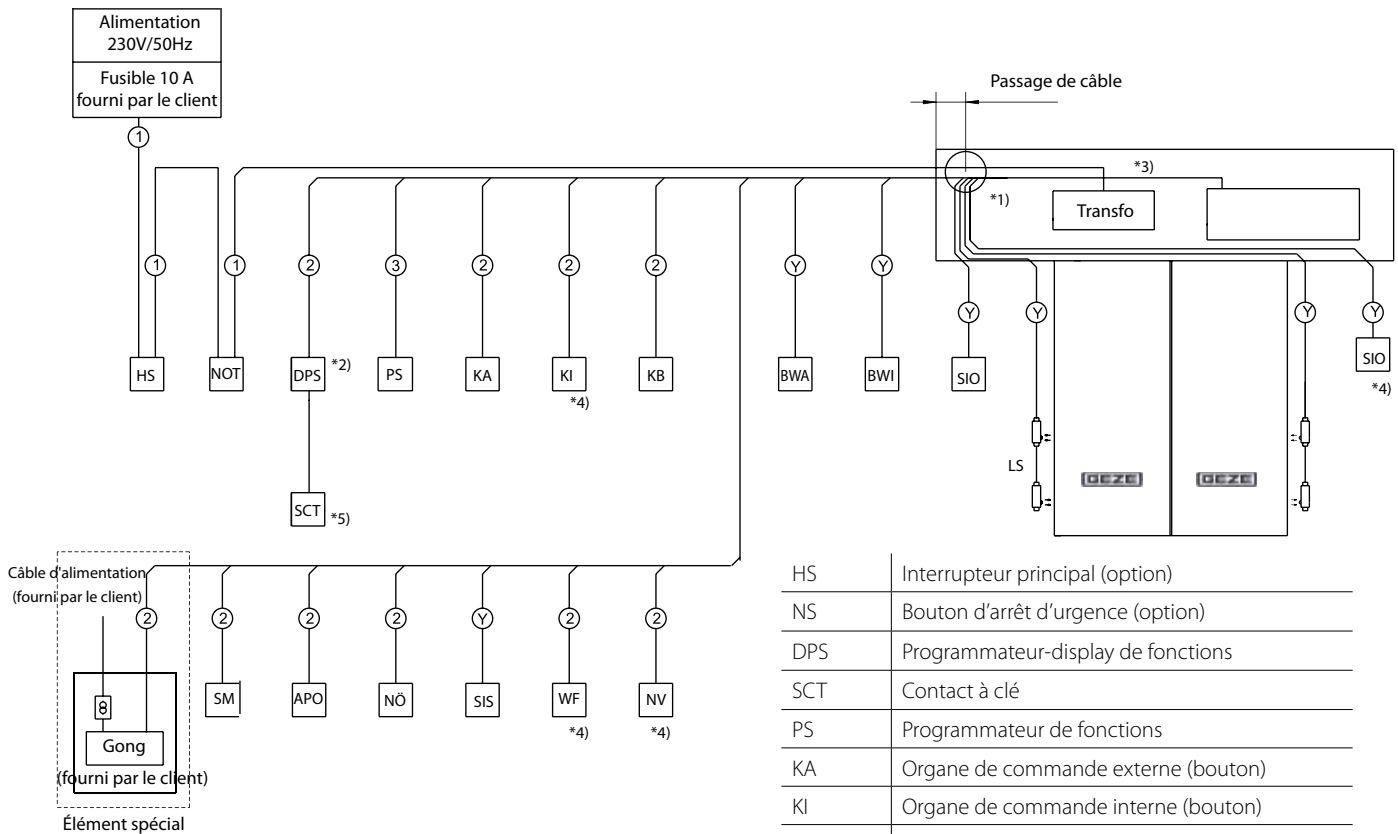 Alimentation
230V/50Hz
Fusible 10 A
fourni par le client
Passage de câble
1
*3)
*1)
Transfo
1
1
2
3
2
2
2
Y
Y
Y
Y
Y
Y
HS
NOT
DPS
*2)
PS
KA
KI
*4)
KB
BWA
BWI
SIO
SIO
*4)
LS
GEZE
GEZE
SCT
*5)
Câble d'alimentation
(fourni par le client)
2
2
2
2
Y
2
2
SM
APO
NÖ
SIS
WF
*4)
NV
*4)
8
Gong
(fourni par le client)
Élément spécial
HS Interrupteur principal (option)
NS Bouton d’arrêt d’urgence (option)
DPS Programmateur-display de fonctions
SCT Contact à clé
PS Programmateur de fonctions
KA Organe de commande externe (bouton)
KI Organe de commande interne (bouton)